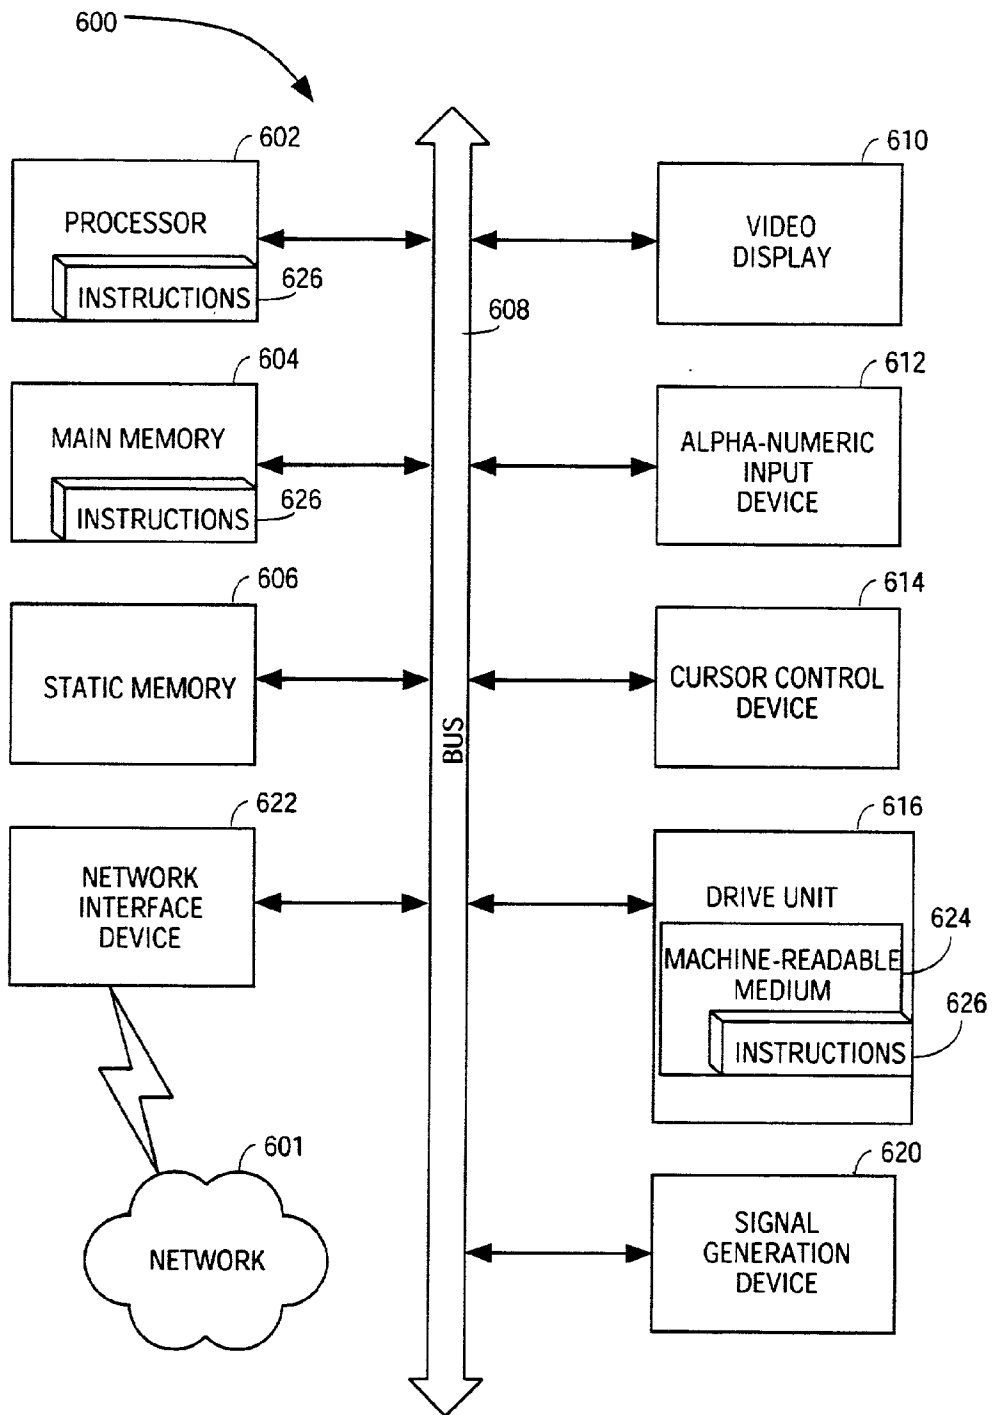 600
602
PROCESSOR
INSTRUCTIONS
626
604
MAIN MEMORY
INSTRUCTIONS
626
606
STATIC MEMORY
622
NETWORK
INTERFACE
DEVICE
601
NETWORK
608
BUS
610
VIDEO
DISPLAY
612
ALPHA-NUMERIC
INPUT
DEVICE
614
CURSOR CONTROL
DEVICE
616
DRIVE UNIT
624
MACHINE-READABLE
MEDIUM
626
INSTRUCTIONS
620
SIGNAL
GENERATION
DEVICE